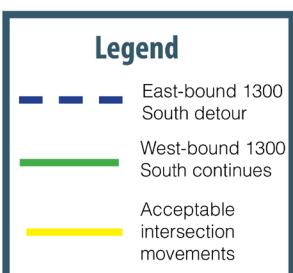 Legend
East-bound 1300
South detour
West-bound 1300
South continues
Acceptable
intersection
movements